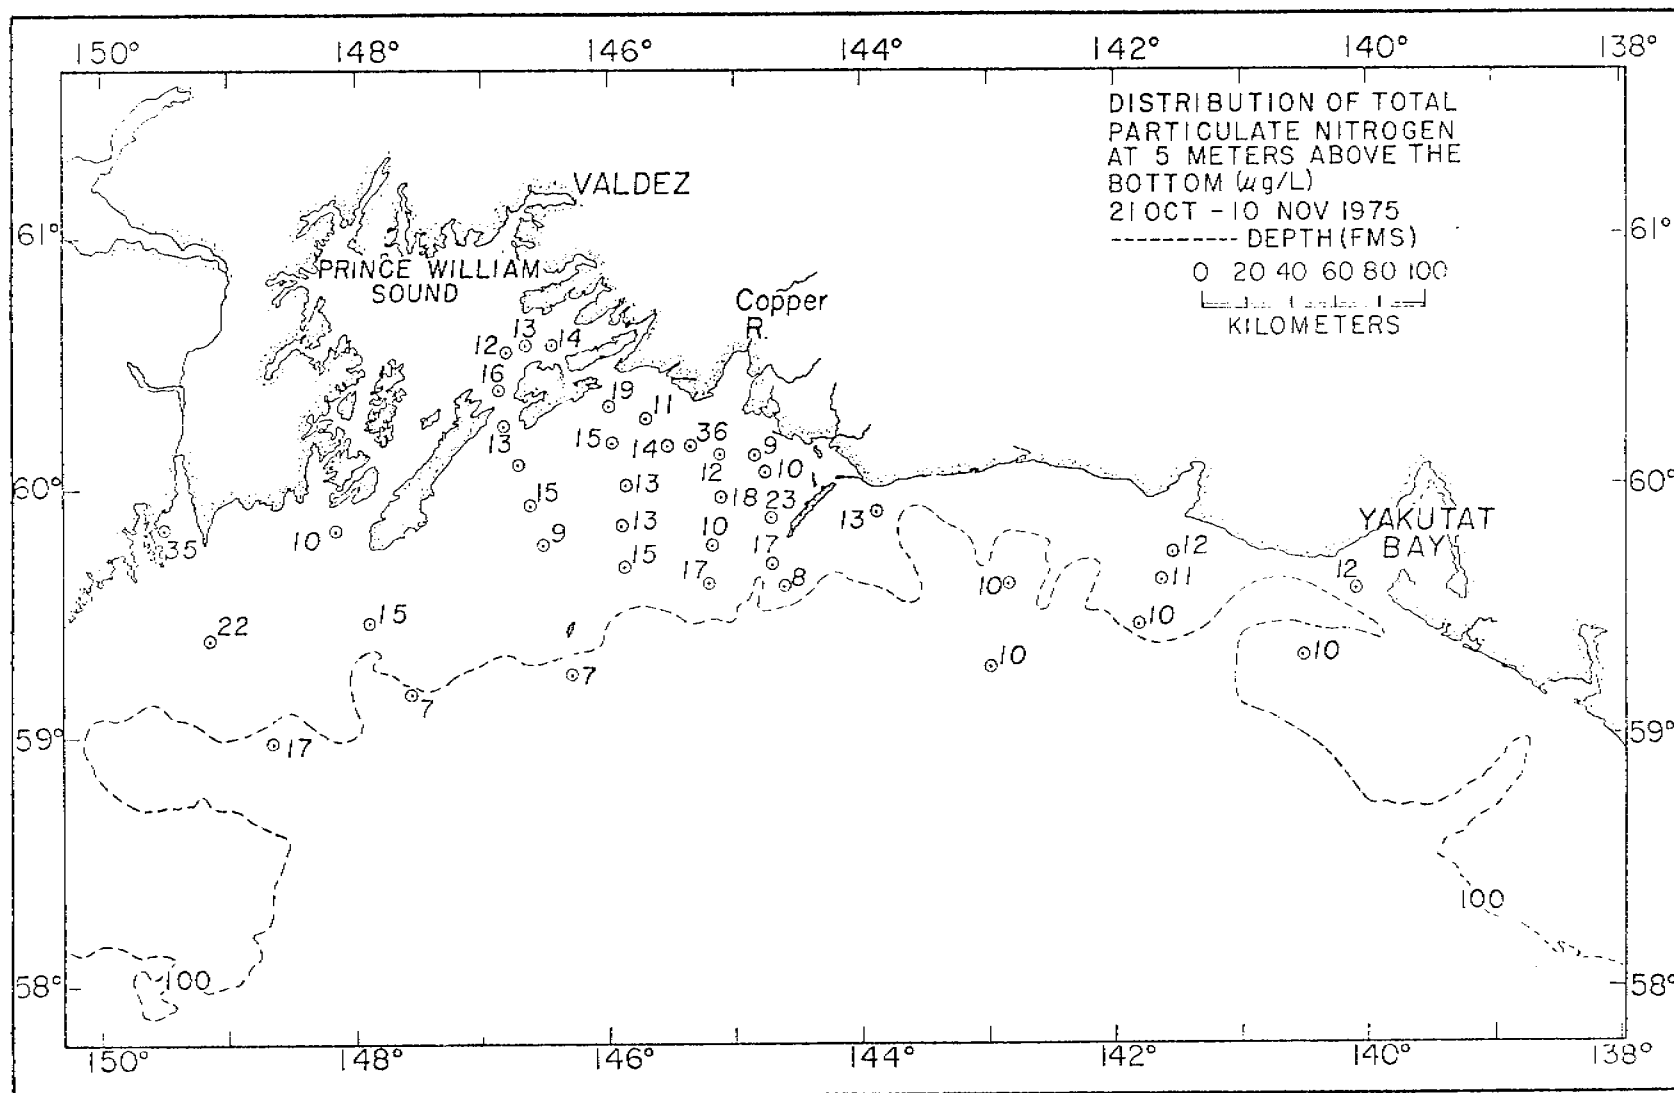 150° 148° 146° 144° 142° 140° 138°
DISTRIBUTION OF TOTAL
PARTICULATE NITROGEN
AT 5 METERS ABOVE THE
BOTTOM (µg/L)
21 OCT - 10 NOV 1975
DEPTH (FMS)
0 20 40 60 80 100
KILOMETERS
VALDEZ
61° 61°
PRINCE WILLIAM
SOUND
Copper
R.
12 13 14
16
19
11
13
15 14 36 9
12 10
60° 60°
13
15 18 23
13
YAKUTAT
BAY
35 10 9 13 10
15 17 12
17 8 10 11 12
22 15
10
10 10
7
7
59° 59°
17
100
58° 100 58°
150° 148° 146° 144° 142° 140° 138°